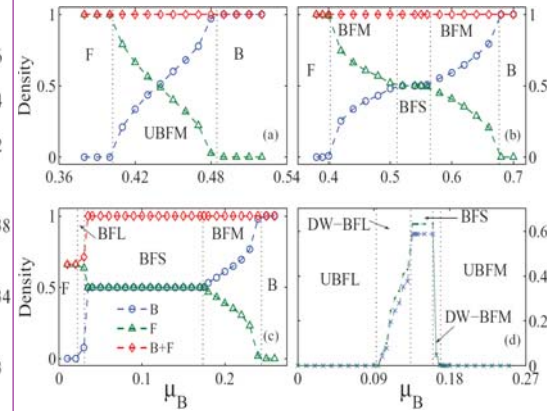 Density
1
0.5
0
F
B
UBFM
(a)
0.36
0.42
0.48
0.54
1
0.5
0
BFM
BFM
F
BFS
B
(b)
0.4
0.5
0.6
0.7
Density
1
0.5
0
BFL
BFM
F
BFS
B
B
F
B+F
(c)
0
0.1
0.2
μB
0.6
0.4
0.2
0
DW−BFL
BFS
UBFL
UBFM
DW−BFM
(d)
0
0.09
0.18
0.27
μB